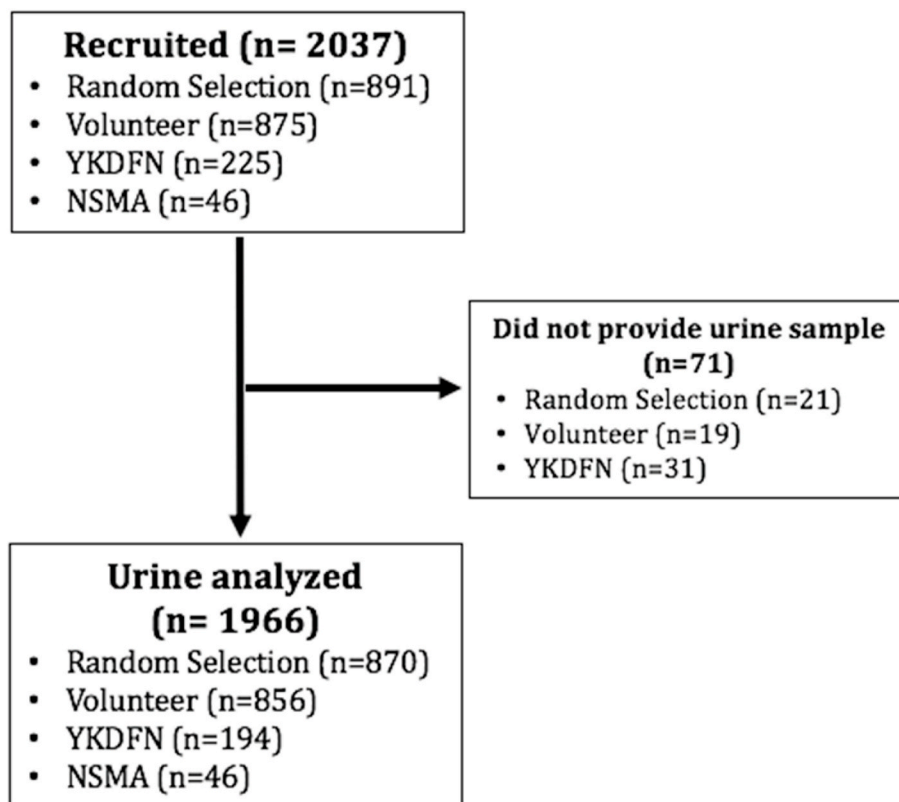 Recruited (n= 2037)
• Random Selection (n=891)
• Volunteer (n=875)
• YKDFN (n=225)
• NSMA (n=46)
Did not provide urine sample
(n=71)
• Random Selection (n=21)
• Volunteer (n=19)
• YKDFN (n=31)
Urine analyzed
(n= 1966)
• Random Selection (n=870)
• Volunteer (n=856)
• YKDFN (n=194)
• NSMA (n=46)